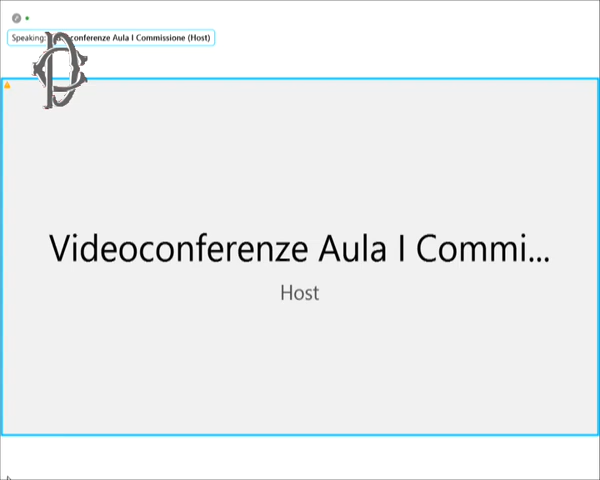 Speaking: conferenze Aula I Commissione (Host)
Videoconferenze Aula I Commi...
Host